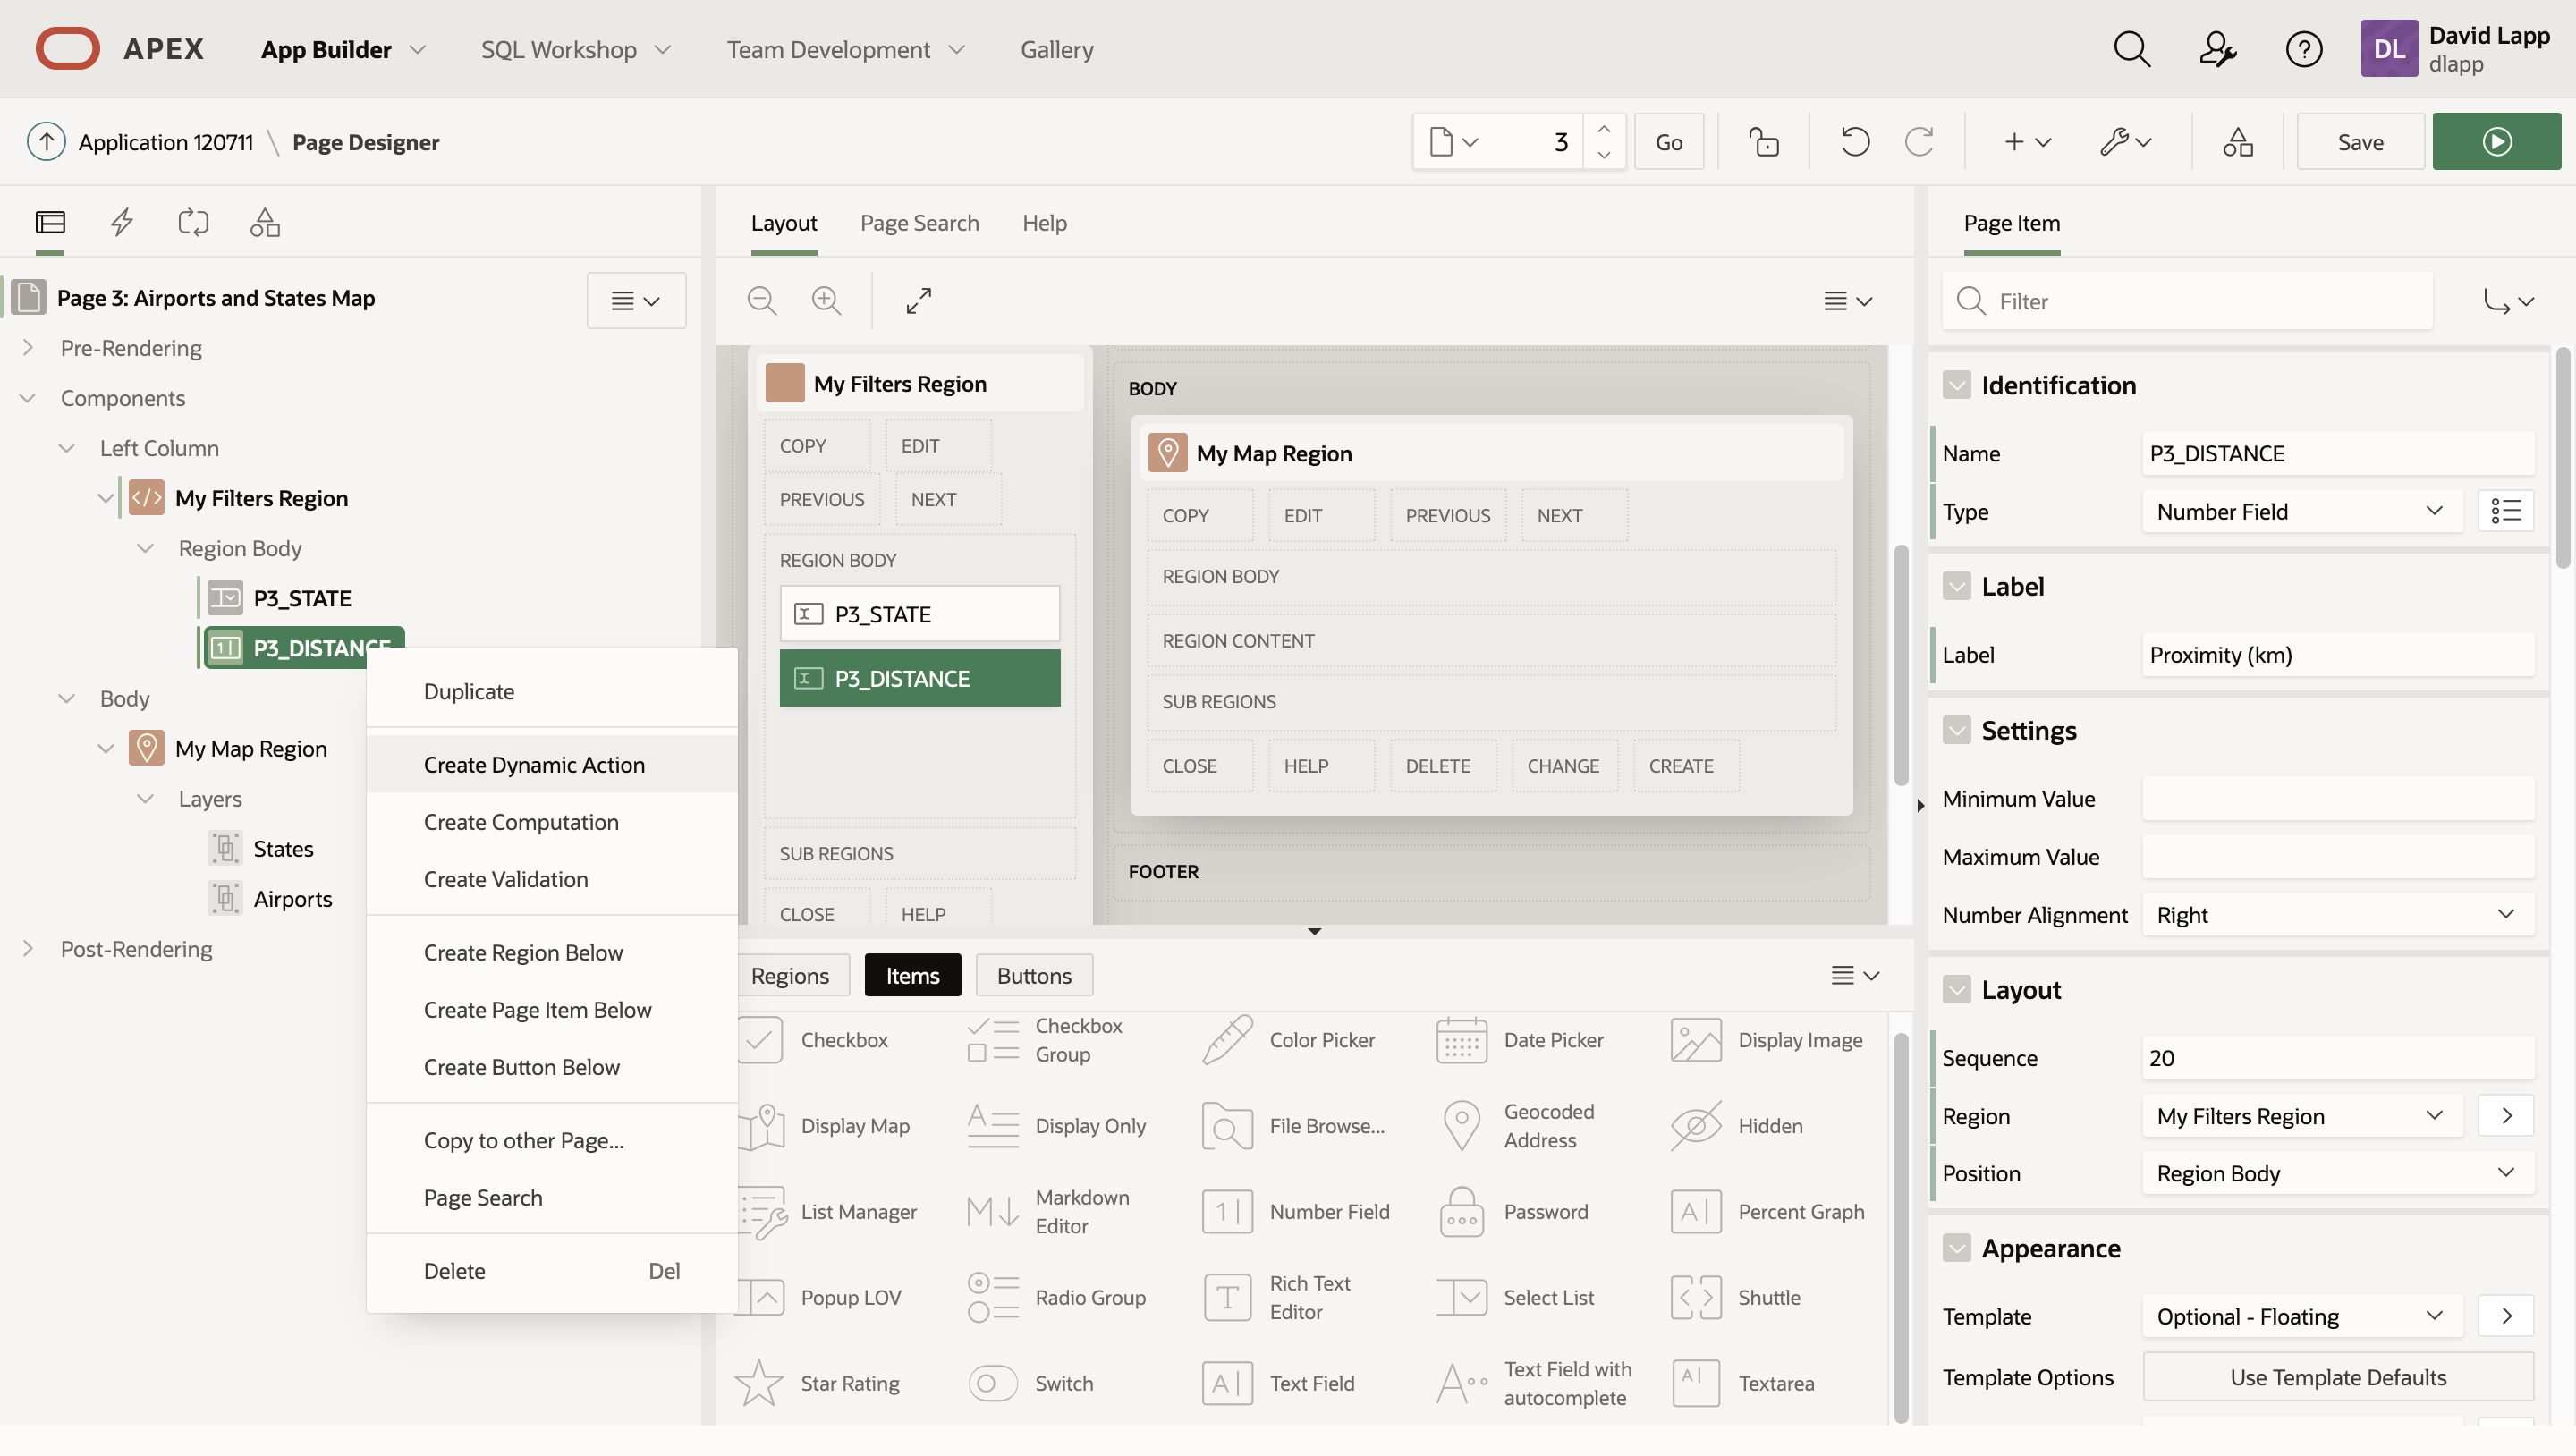 APEX
App Builder
SQL Workshop
Team Development
Gallery
DL
David Lapp
dlapp
Application 120711 \ Page Designer
3
Go
Save
Page 3: Airports and States Map
Pre-Rendering
Components
Left Column
</> My Filters Region
Region Body
P3_STATE
P3_DISTANCE
Body
My Map Region
Layers
States
Airports
Post-Rendering
Duplicate
Create Dynamic Action
Create Computation
Create Validation
Create Region Below
Create Page Item Below
Create Button Below
Copy to other Page...
Page Search
Delete Del
Layout Page Search Help
My Filters Region
COPY EDIT
PREVIOUS NEXT
REGION BODY
P3_STATE
P3_DISTANCE
SUB REGIONS
CLOSE HELP
BODY
My Map Region
COPY EDIT PREVIOUS NEXT
REGION BODY
REGION CONTENT
SUB REGIONS
CLOSE HELP DELETE CHANGE CREATE
FOOTER
Regions Items Buttons
Checkbox
Checkbox
Group
Color Picker
Date Picker
Display Image
Display Map
Display Only
File Browse...
Geocoded
Address
Hidden
List Manager
Markdown
Editor
Number Field
Password
Percent Graph
Popup LOV
Radio Group
Rich Text
Editor
Select List
Shuttle
Star Rating
Switch
Text Field
Text Field with
autocomplete
Textarea
Page Item
Filter
Identification
Name P3_DISTANCE
Type Number Field
Label
Label Proximity (km)
Settings
Minimum Value
Maximum Value
Number Alignment Right
Layout
Sequence 20
Region My Filters Region
Position Region Body
Appearance
Template Optional - Floating
Template Options Use Template Defaults